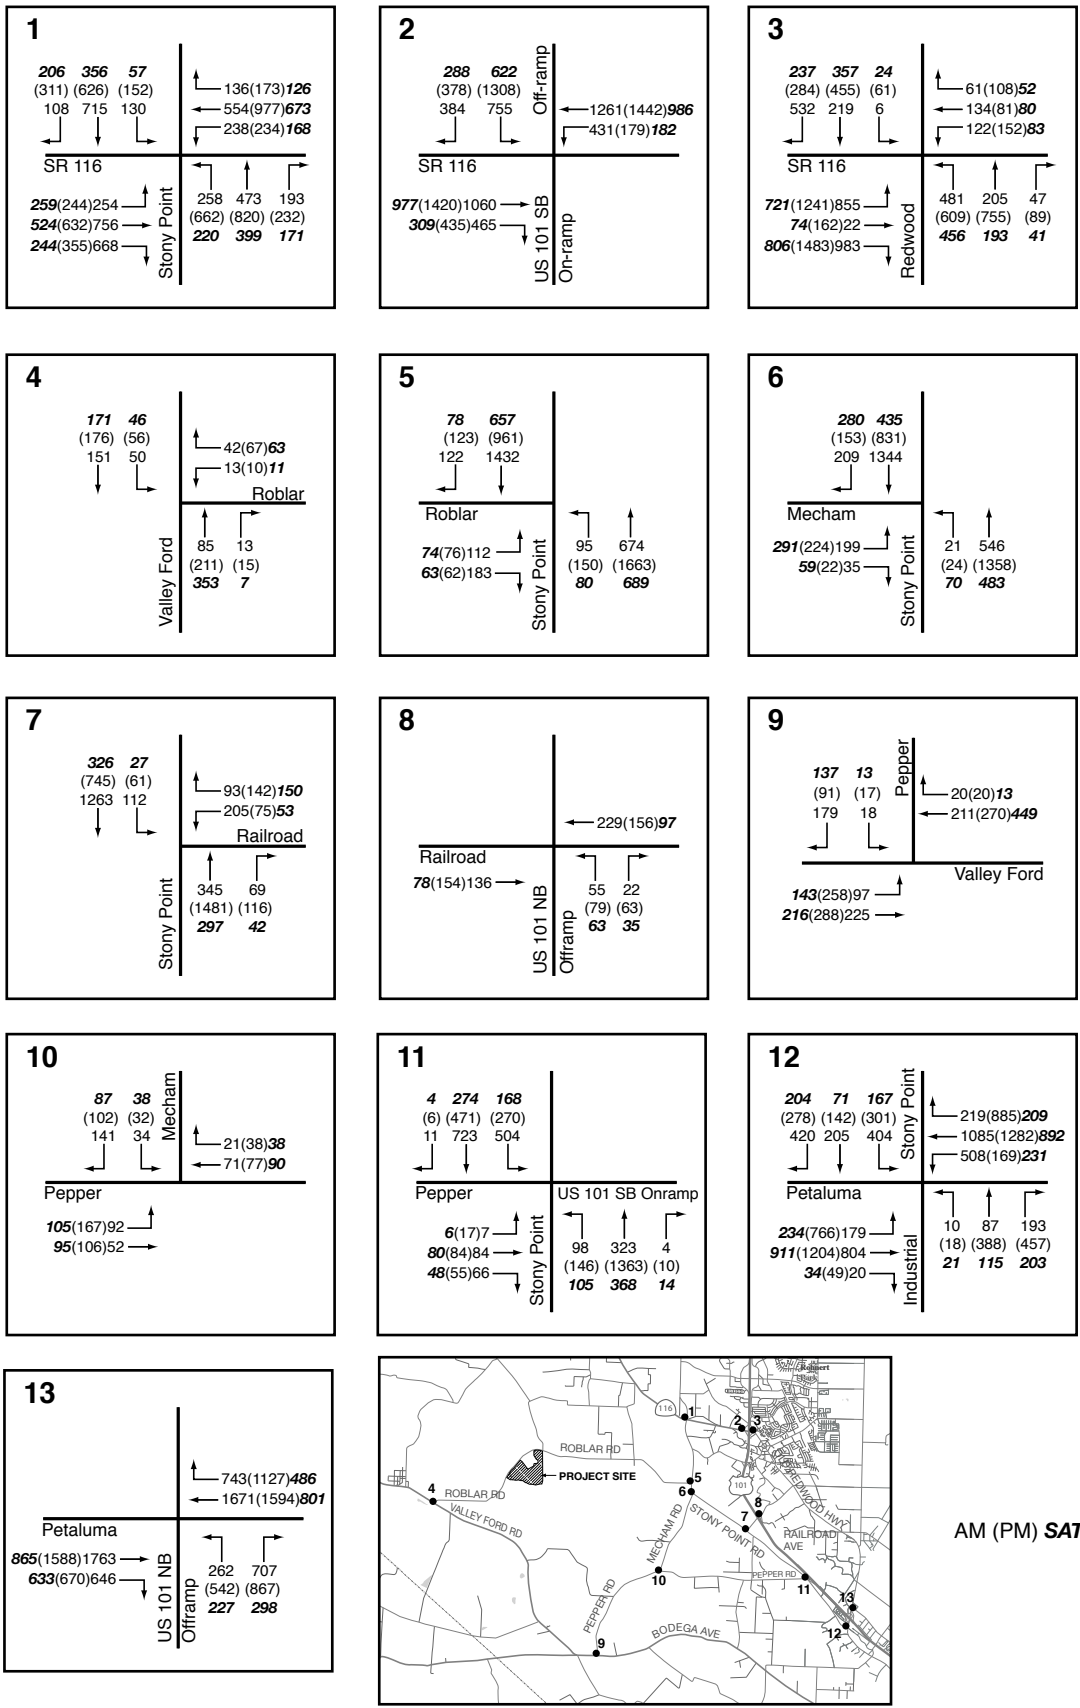 1
206 356 57
(311) (626) (152)
108 715 130
136(173)126
554(977)673
238(234)168
SR 116
Stony Point
259(244)254
524(632)756
244(355)668
258 473 193
(662) (820) (232)
220 399 171
2
288 622
(378) (1308)
384 755
Off-ramp
1261(1442)986
431(179)182
SR 116
977(1420)1060
309(435)465
US 101 SB
On-ramp
3
237 357 24
(284) (455) (61)
532 219 6
61(108)52
134(81)80
122(152)83
SR 116
721(1241)855
74(162)22
806(1483)983
Redwood
481 205 47
(609) (755) (89)
456 193 41
4
171 46
(176) (56)
151 50
42(67)63
13(10)11
Roblar
Valley Ford
85 13
(211) (15)
353 7
5
78 657
(123) (961)
122 1432
Roblar
74(76)112
63(62)183
Stony Point
95 674
(150) (1663)
80 689
6
280 435
(153) (831)
209 1344
Mecham
291(224)199
59(22)35
Stony Point
21 546
(24) (1358)
70 483
7
326 27
(745) (61)
1263 112
93(142)150
205(75)53
Railroad
Stony Point
345 69
(1481) (116)
297 42
8
229(156)97
Railroad
78(154)136
US 101 NB
Offramp
55 22
(79) (63)
63 35
9
Pepper
137 13
(91) (17)
179 18
20(20)13
211(270)449
Valley Ford
143(258)97
216(288)225
10
87 38
(102) (32)
141 34
Mecham
21(38)38
71(77)90
Pepper
105(167)92
95(106)52
11
4 274 168
(6) (471) (270)
11 723 504
Pepper
US 101 SB Onramp
6(17)7
80(84)84
48(55)66
Stony Point
98 323 4
(146) (1363) (10)
105 368 14
12
204 71 167
(278) (142) (301)
420 205 404
Stony Point
219(885)209
1085(1282)892
508(169)231
Petaluma
234(766)179
911(1204)804
34(49)20
Industrial
10 87 193
(18) (388) (457)
21 115 203
13
743(1127)486
1671(1594)801
Petaluma
865(1588)1763
633(670)646
US 101 NB
Offramp
262 707
(542) (867)
227 298
Rohnert
Park
116
1
2
3
ROBLAR RD
PROJECT SITE
5
6
101
4
ROBLAR RD
VALLEY FORD RD
OLD REDWOOD HWY
8
7
STONY POINT RD
RAILROAD
AVE
MECHAM RD
PEPPER RD
10
11
PEPPER RD
13
12
BODEGA AVE
9
AM (PM) SAT